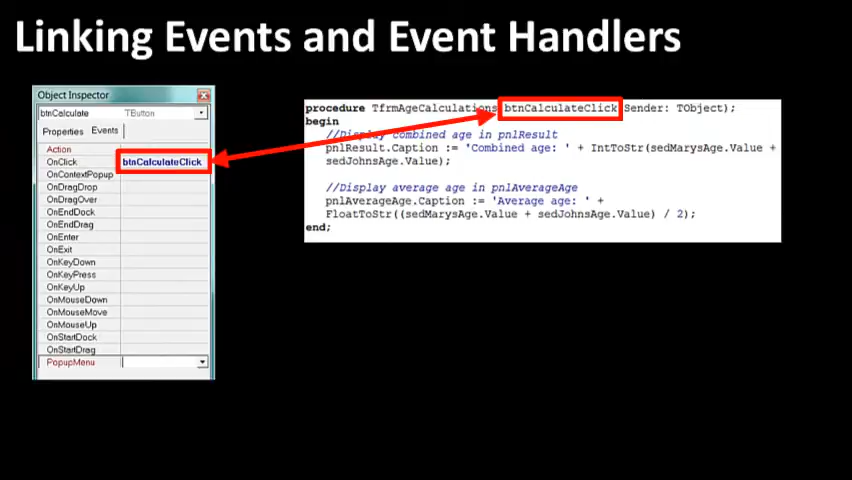 Linking Events and Event Handlers
Object Inspector
btnCalculate TButton
Properties Events
Action
OnClick btnCalculateClick
OnContextPopup
OnDragDrop
OnDragOver
OnEndDock
OnEndDrag
OnEnter
OnExit
OnKeyDown
OnKeyPress
OnKeyUp
OnMouseDown
OnMouseMove
OnMouseUp
OnStartDock
OnStartDrag
PopupMenu
procedure TfrmAgeCalculations btnCalculateClick Sender: TObject);
begin
//Display combined age in pnlResult
pnlResult.Caption := 'Combined age: ' + IntToStr(sedMarysAge.Value +
sedJohnsAge.Value);
//Display average age in pnlAverageAge
pnlAverageAge.Caption := 'Average age: ' +
FloatToStr((sedMarysAge.Value + sedJohnsAge.Value) / 2);
end;